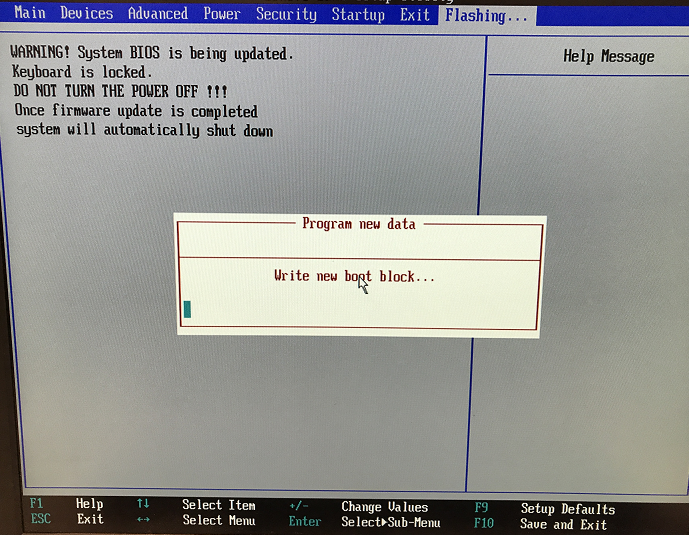 Main Devices Advanced Power Security Startup Exit Flashing...
WARNING! System BIOS is being updated.
Keyboard is locked.
DO NOT TURN THE POWER OFF !!!
Once firmware update is completed
system will automatically shut down
Help Message
Program new data
Write new boot block...
F1 Help ↑↓ Select Item +/- Change Values F9 Setup Defaults
ESC Exit ←→ Select Menu Enter Select▶Sub-Menu F10 Save and Exit